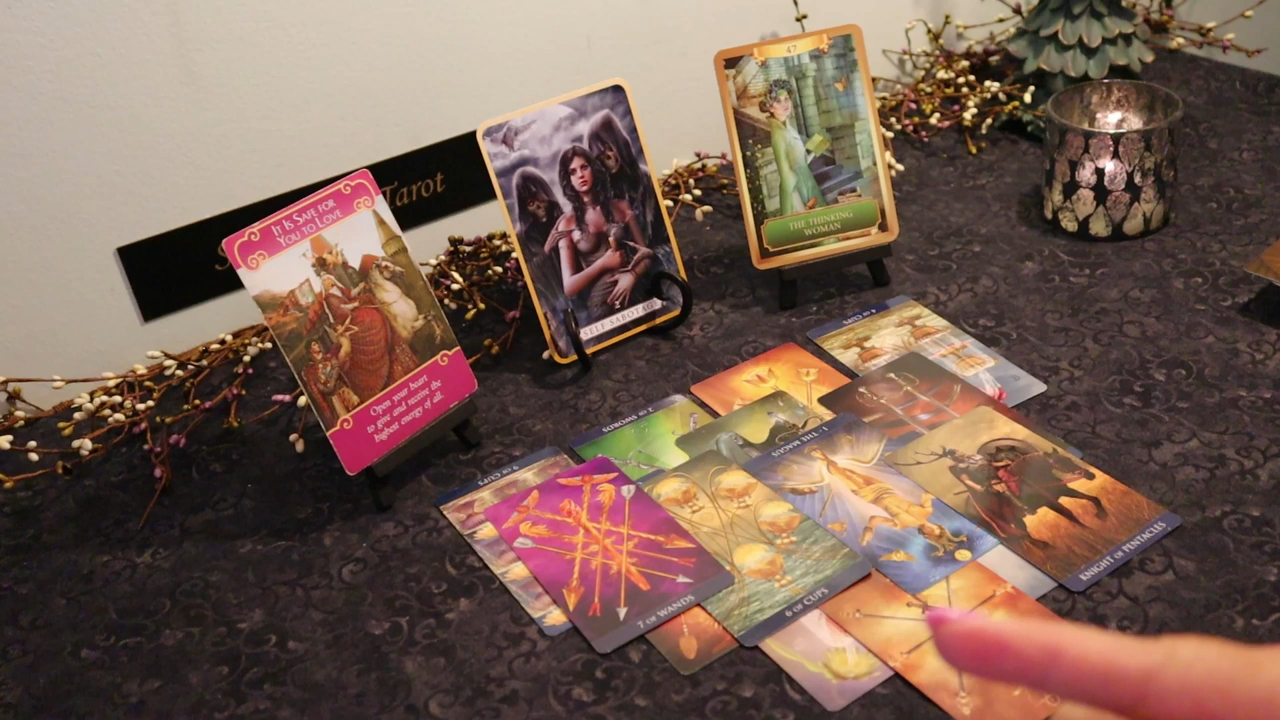 Tarot
IT IS SAFE FOR
YOU TO LOVE
Open your heart
to give and receive the
highest energy of all.
SELF SABOTAGE
47
THE THINKING
WOMAN
4 OF CUPS
2 OF SWORDS
9 OF CUPS
1. THE MAGUS
7 OF WANDS
6 OF CUPS
KNIGHT OF PENTACLES